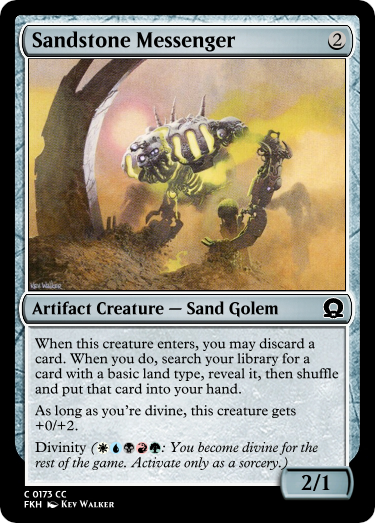 Sandstone Messenger 2
Key Walker
Artifact Creature — Sand Golem
When this creature enters, you may discard a
card. When you do, search your library for a
card with a basic land type, reveal it, then shuffle
and put that card into your hand.
As long as you're divine, this creature gets
+0/+2.
Divinity (: You become divine for the
rest of the game. Activate only as a sorcery.)
2/1
C 0173 CC
FKH Key Walker